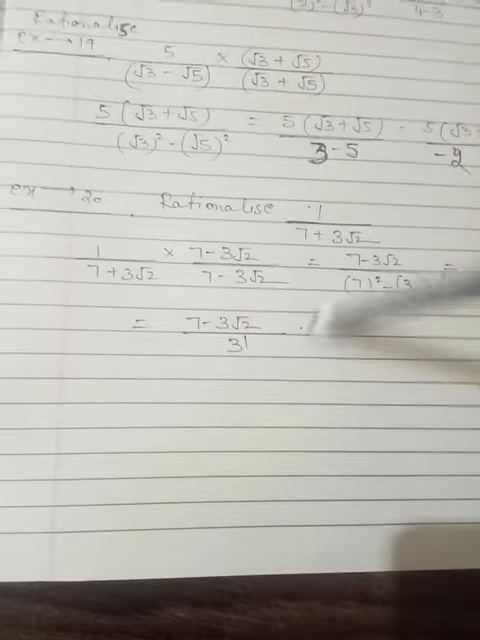 Rationalise
ex → 19 5/(√3 - √5) × (√3 + √5)/(√3 + √5)
5(√3 + √5)/((√3)² - (√5)²) = 5(√3 + √5)/(3 - 5) = 5(√3/-2
ex → 20 Rationalise 1/(7 + 3√2)
1/(7 + 3√2) × (7 - 3√2)/(7 - 3√2) = (7 - 3√2)/((7)² - (3 =
= (7 - 3√2)/31